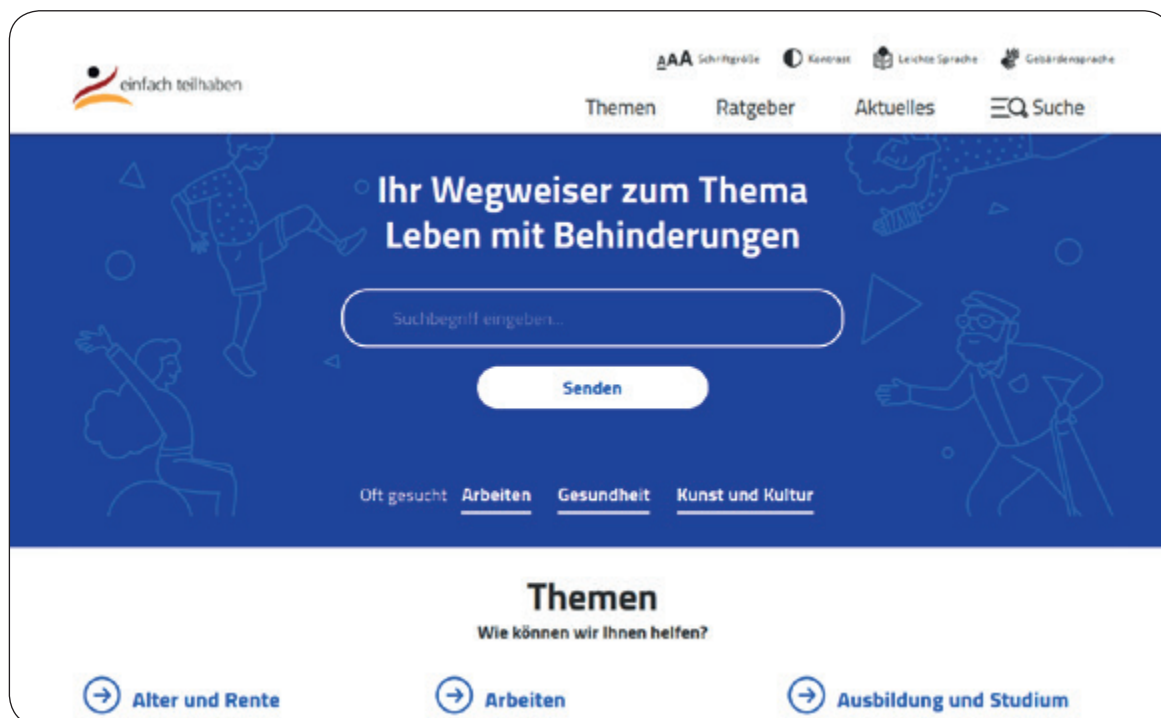 einfach teilhaben
AAA Schriftgröße Kontrast Leichte Sprache Gebärdensprache
Themen Ratgeber Aktuelles Suche
Ihr Wegweiser zum Thema
Leben mit Behinderungen
Suchbegriff eingeben...
Senden
Oft gesucht Arbeiten Gesundheit Kunst und Kultur
Themen
Wie können wir Ihnen helfen?
Alter und Rente Arbeiten Ausbildung und Studium